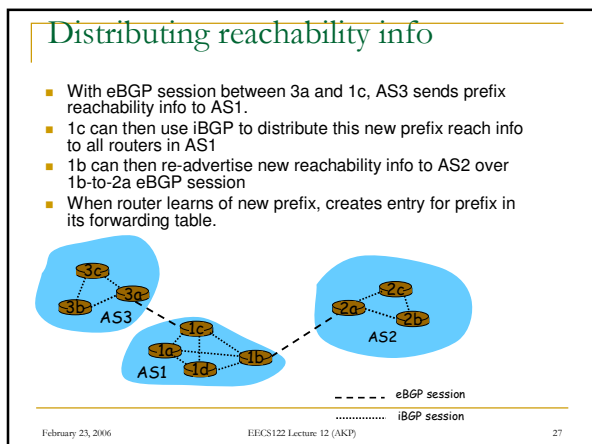 Distributing reachability info
With eBGP session between 3a and 1c, AS3 sends prefix
reachability info to AS1.
1c can then use iBGP to distribute this new prefix reach info
to all routers in AS1
1b can then re-advertise new reachability info to AS2 over
1b-to-2a eBGP session
When router learns of new prefix, creates entry for prefix in
its forwarding table.
3c
3a
3b
AS3
1c
1a
1b
1d
AS1
2c
2a
2b
AS2
eBGP session
iBGP session
February 23, 2006
EECS122 Lecture 12 (AKP)
27